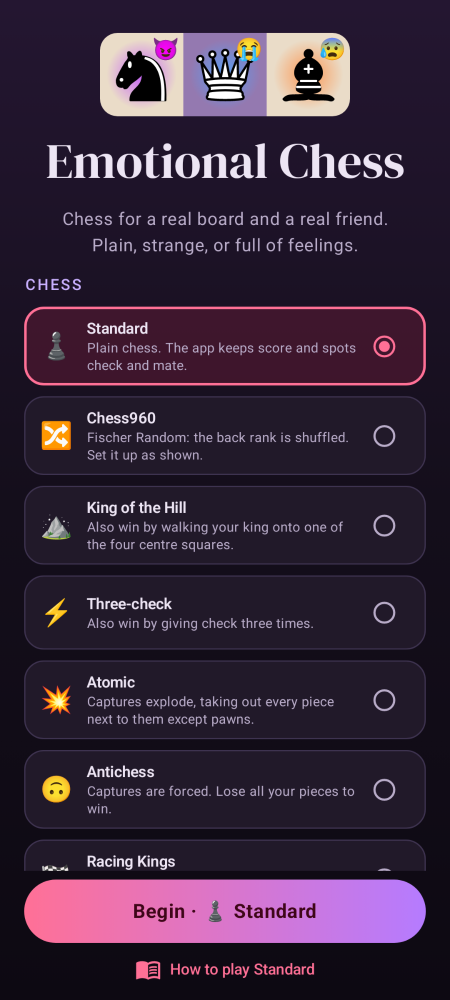 Emotional Chess
Chess for a real board and a real friend.
Plain, strange, or full of feelings.
CHESS
Standard
Plain chess. The app keeps score and spots
check and mate.
Chess960
Fischer Random: the back rank is shuffled.
Set it up as shown.
King of the Hill
Also win by walking your king onto one of
the four centre squares.
Three-check
Also win by giving check three times.
Atomic
Captures explode, taking out every piece
next to them except pawns.
Antichess
Captures are forced. Lose all your pieces to
win.
Racing Kings
Begin · ♟️ Standard
How to play Standard